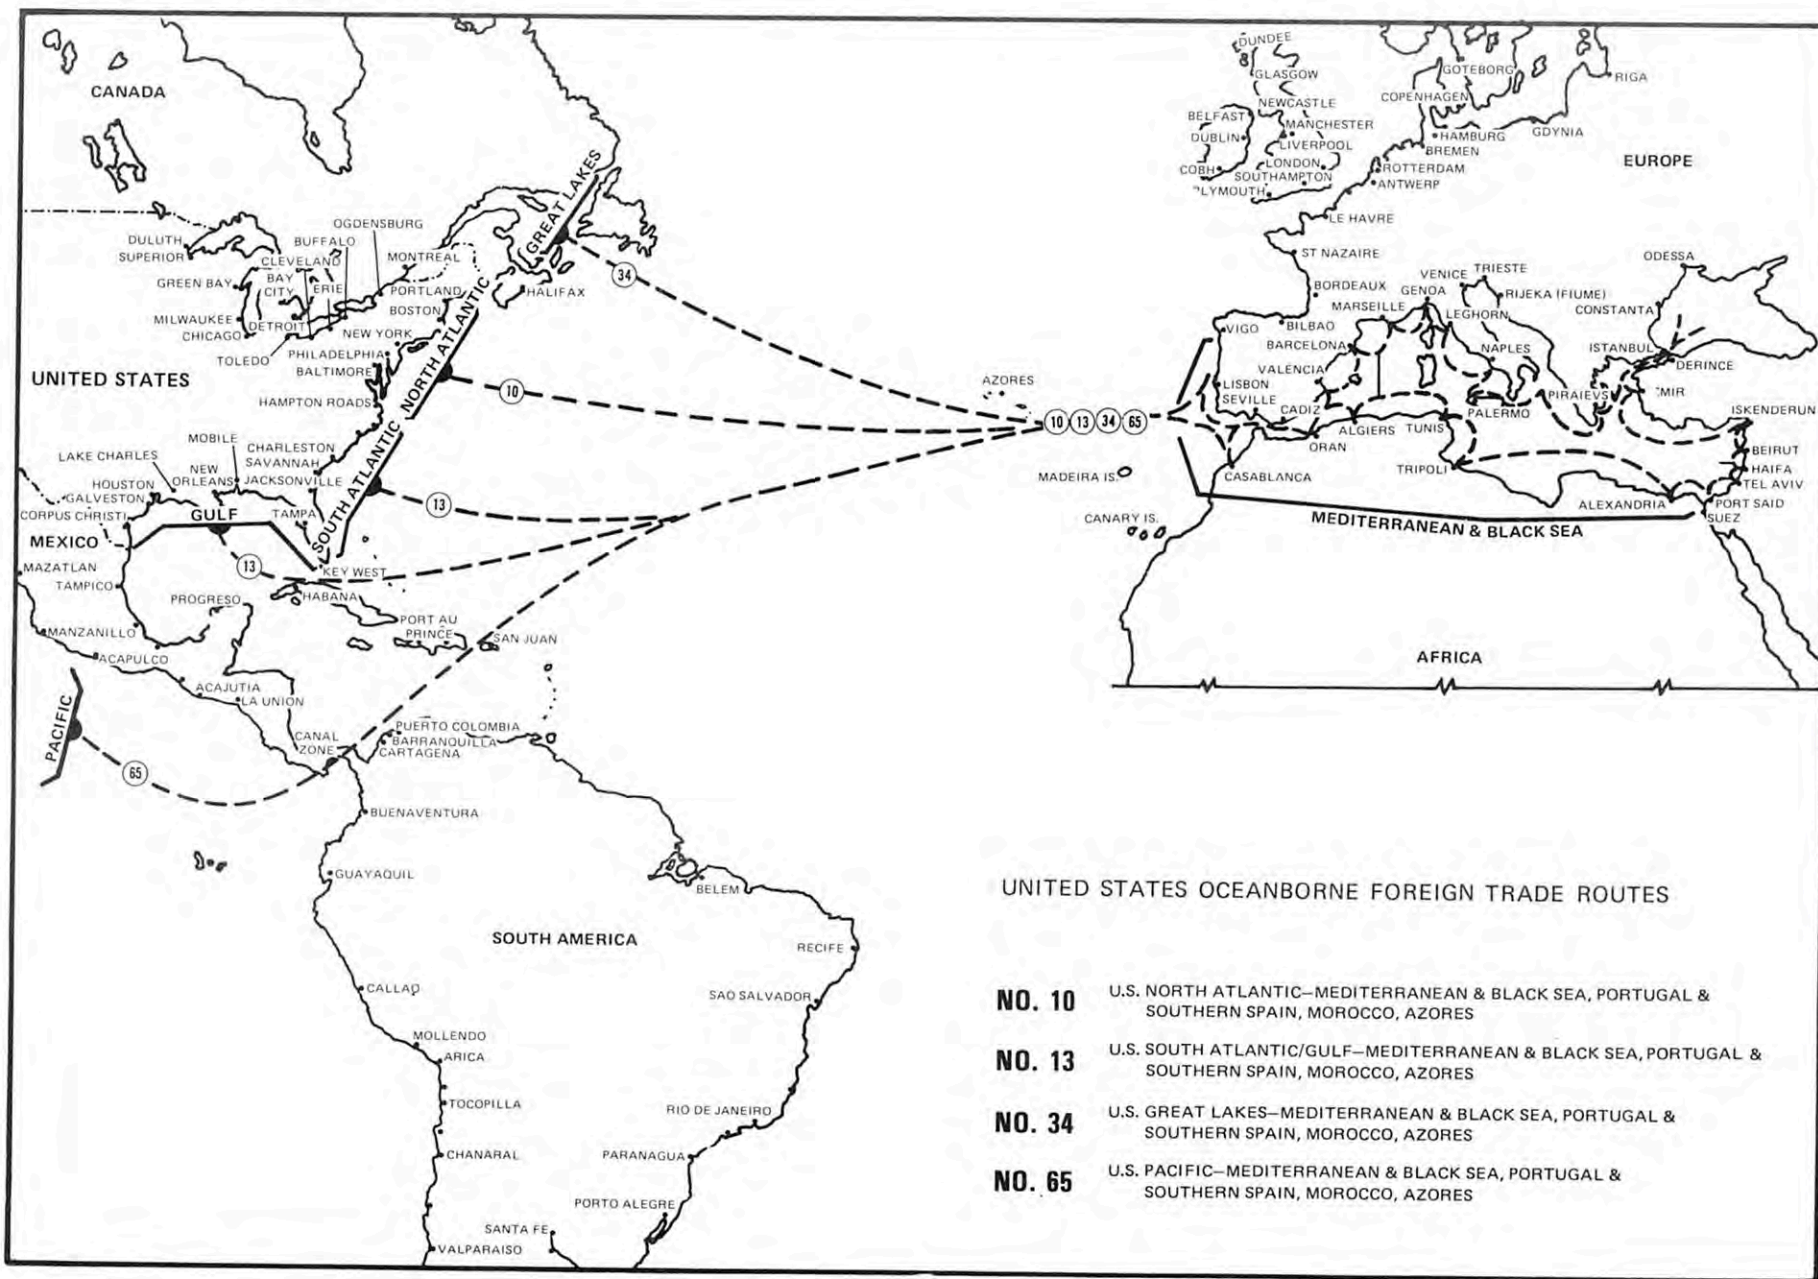 CANADA
DULUTH
SUPERIOR
GREEN BAY
MILWAUKEE
CHICAGO
TOLEDO
DETROIT
BAY
CITY
CLEVELAND
ERIE
BUFFALO
OGDENSBURG
MONTREAL
PORTLAND
BOSTON
NEW YORK
PHILADELPHIA
BALTIMORE
HAMPTON ROADS
HALIFAX
GREAT LAKES
NORTH ATLANTIC
SOUTH ATLANTIC
UNITED STATES
MOBILE
LAKE CHARLES
NEW
ORLEANS
HOUSTON
GALVESTON
CORPUS CHRISTI
CHARLESTON
SAVANNAH
JACKSONVILLE
TAMPA
GULF
KEY WEST
MEXICO
MAZATLAN
TAMPICO
PROGRESO
MANZANILLO
ACAPULCO
ACAJUTIA
LA UNION
HABANA
PORT AU
PRINCE
SAN JUAN
CANAL
ZONE
PUERTO COLOMBIA
BARRANQUILLA
CARTAGENA
PACIFIC
34
10
13
13
65
10 13 34 65
BUENAVENTURA
GUAYAQUIL
SOUTH AMERICA
BELEM
RECIFE
SAO SALVADOR
CALLAO
MOLLENDO
ARICA
TOCOPILLA
CHANARAL
RIO DE JANEIRO
PARANAGUA
PORTO ALEGRE
SANTA FE
VALPARAISO
AZORES
MADEIRA IS.
CANARY IS.
DUNDEE
GLASGOW
NEWCASTLE
BELFAST
MANCHESTER
DUBLIN
LIVERPOOL
COBH
LONDON
SOUTHAMPTON
LYMOUTH
GOTEBORG
RIGA
COPENHAGEN
HAMBURG
GDYNIA
BREMEN
ROTTERDAM
ANTWERP
EUROPE
LE HAVRE
ST NAZAIRE
BORDEAUX
VIGO
BILBAO
MARSEILLE
GENOA
VENICE
TRIESTE
RIJEKA (FIUME)
LEGHORN
ODESSA
CONSTANTA
BARCELONA
VALENCIA
NAPLES
ISTANBUL
DERINCE
LISBON
SEVILLE
CADIZ
PALERMO
PIRAIEVS
MIR
ISKENDERUN
ALGIERS
TUNIS
ORAN
CASABLANCA
TRIPOLI
BEIRUT
HAIFA
TEL AVIV
PORT SAID
ALEXANDRIA
SUEZ
MEDITERRANEAN & BLACK SEA
AFRICA
UNITED STATES OCEANBORNE FOREIGN TRADE ROUTES
NO. 10 U.S. NORTH ATLANTIC—MEDITERRANEAN & BLACK SEA, PORTUGAL &
SOUTHERN SPAIN, MOROCCO, AZORES
NO. 13 U.S. SOUTH ATLANTIC/GULF—MEDITERRANEAN & BLACK SEA, PORTUGAL &
SOUTHERN SPAIN, MOROCCO, AZORES
NO. 34 U.S. GREAT LAKES—MEDITERRANEAN & BLACK SEA, PORTUGAL &
SOUTHERN SPAIN, MOROCCO, AZORES
NO. 65 U.S. PACIFIC—MEDITERRANEAN & BLACK SEA, PORTUGAL &
SOUTHERN SPAIN, MOROCCO, AZORES